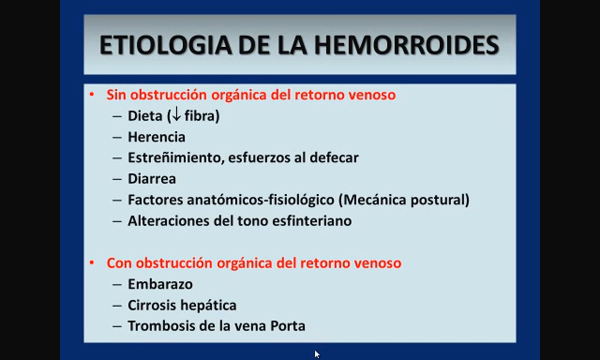 ETIOLOGIA DE LA HEMORROIDES
• Sin obstrucción orgánica del retorno venoso
– Dieta (↓ fibra)
– Herencia
– Estreñimiento, esfuerzos al defecar
– Diarrea
– Factores anatómicos-fisiológico (Mecánica postural)
– Alteraciones del tono esfinteriano
• Con obstrucción orgánica del retorno venoso
– Embarazo
– Cirrosis hepática
– Trombosis de la vena Porta